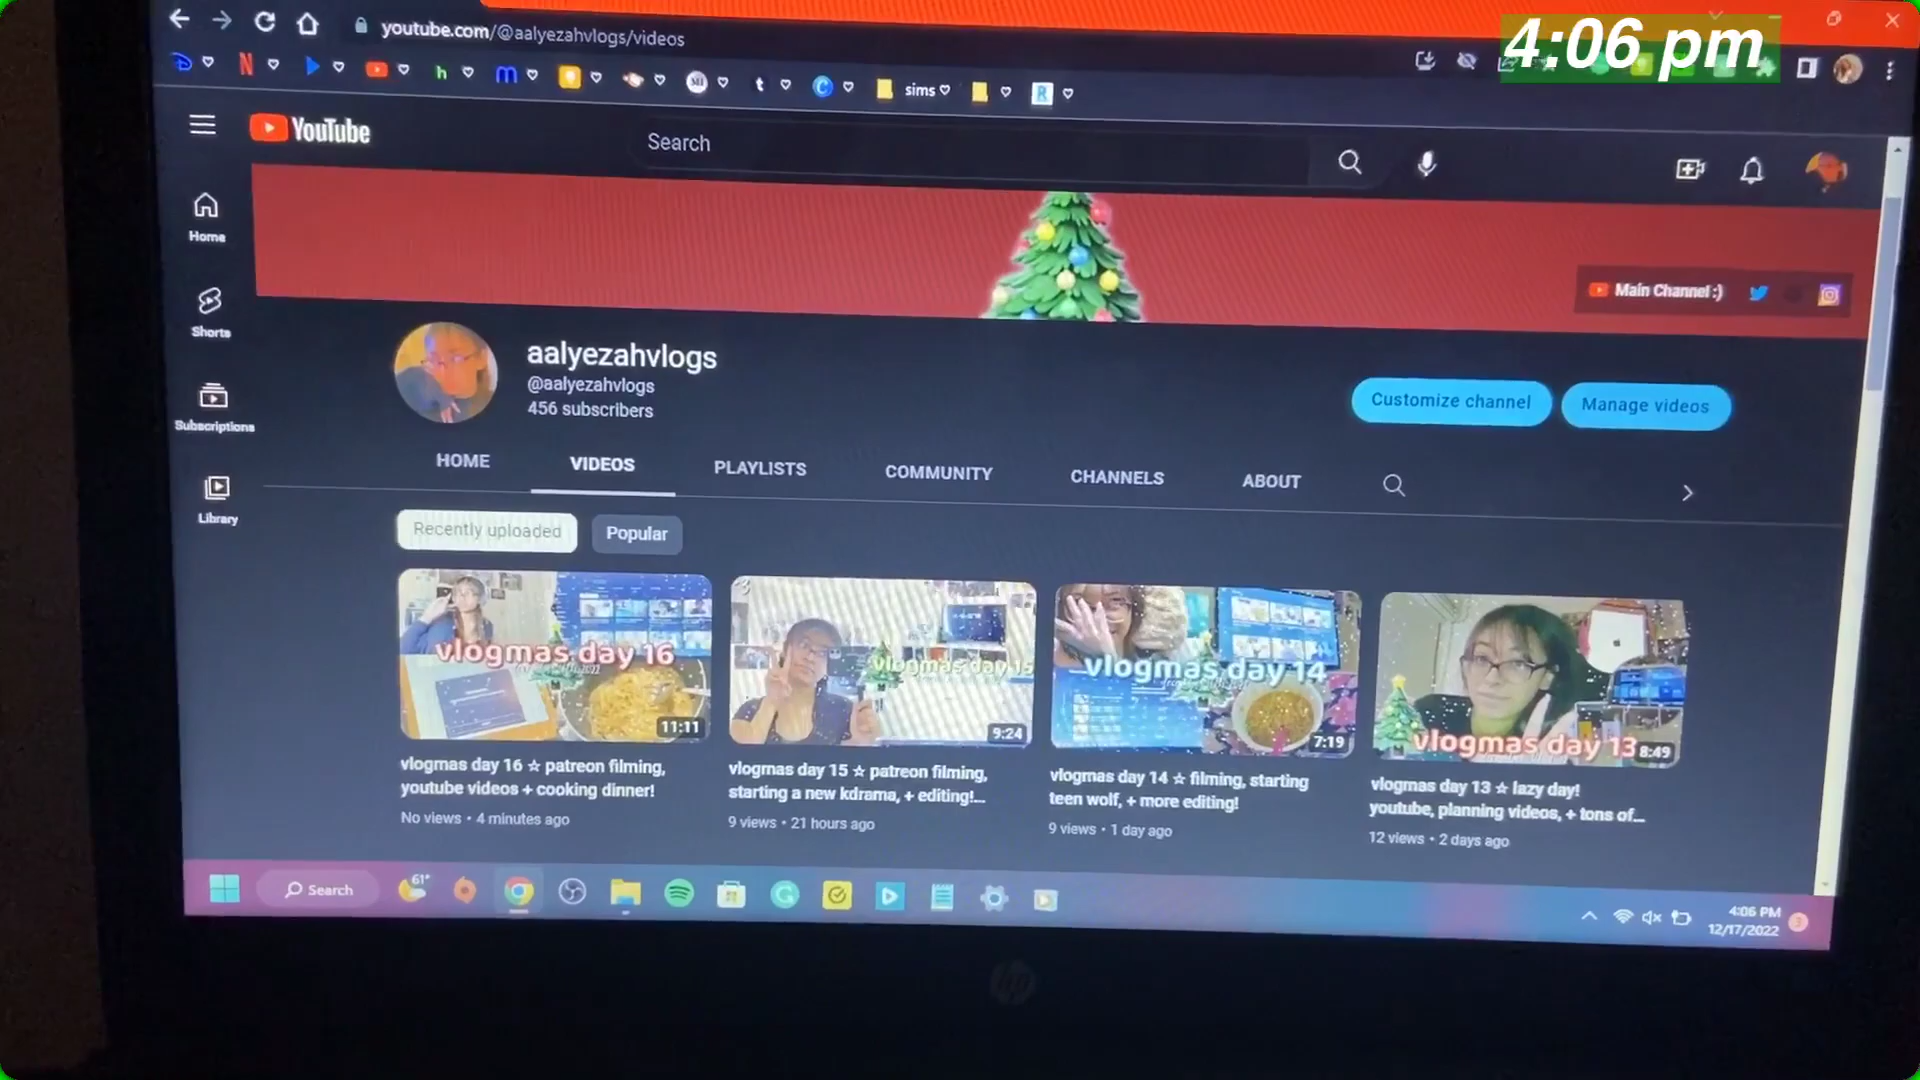 youtube.com/@aalyezahvlogs/videos
4:06 pm
sims
YouTube
Search
Home
Shorts
Subscriptions
Library
Main Channel :)
aalyezahvlogs
@aalyezahvlogs
456 subscribers
Customize channel
Manage videos
HOME
VIDEOS
PLAYLISTS
COMMUNITY
CHANNELS
ABOUT
Recently uploaded
Popular
vlogmas day 16
11:11
vlogmas day 15
9:24
vlogmas day 14
7:19
vlogmas day 13
8:49
vlogmas day 16 ☆ patreon filming,
youtube videos + cooking dinner!
No views • 4 minutes ago
vlogmas day 15 ☆ patreon filming,
starting a new kdrama, + editing!...
9 views • 21 hours ago
vlogmas day 14 ☆ filming, starting
teen wolf, + more editing!
9 views • 1 day ago
vlogmas day 13 ☆ lazy day!
youtube, planning videos, + tons of...
12 views • 2 days ago
61°
Search
4:06 PM
12/17/2022
3
hp